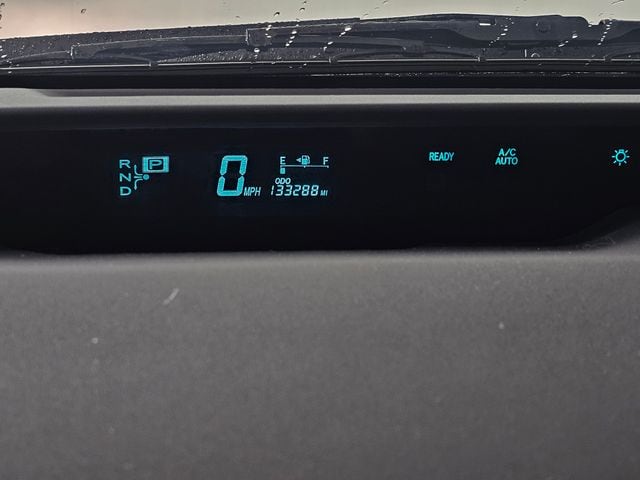 R P
N
D
0 MPH
E F
ODO
133288 MI
READY
A/C
AUTO